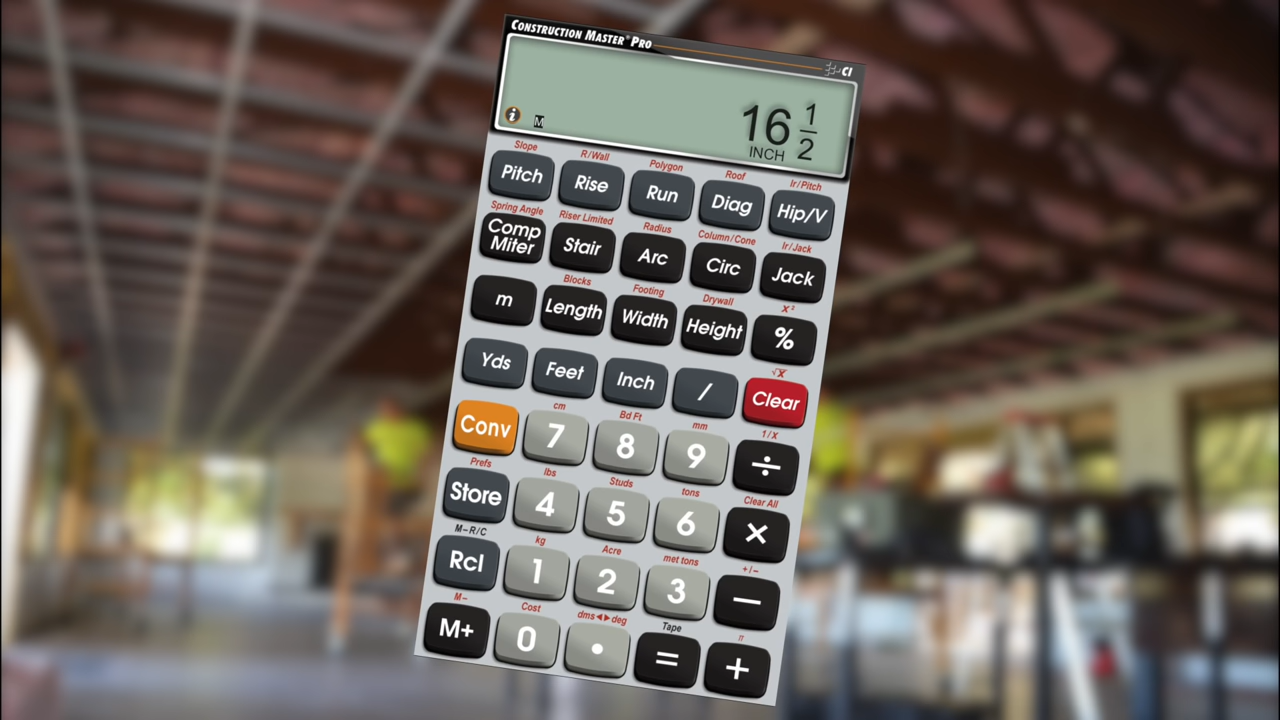 CONSTRUCTION MASTER® PRO
CI
16 1/2
INCH
i M
Slope R/Wall Polygon Roof Ir/Pitch
Pitch Rise Run Diag Hip/V
Spring Angle Riser Limited Radius Column/Cone Ir/Jack
Comp Miter Stair Arc Circ Jack
Blocks Footing Drywall X²
m Length Width Height %
√X
Yds Feet Inch / Clear
cm Bd Ft mm 1/X
Conv 7 8 9 ÷
Prefs lbs Studs tons Clear All
Store 4 5 6 ×
M-R/C kg Acre met tons +/-
Rcl 1 2 3 −
M- Cost dms◄►deg Tape π
M+ 0 • = +